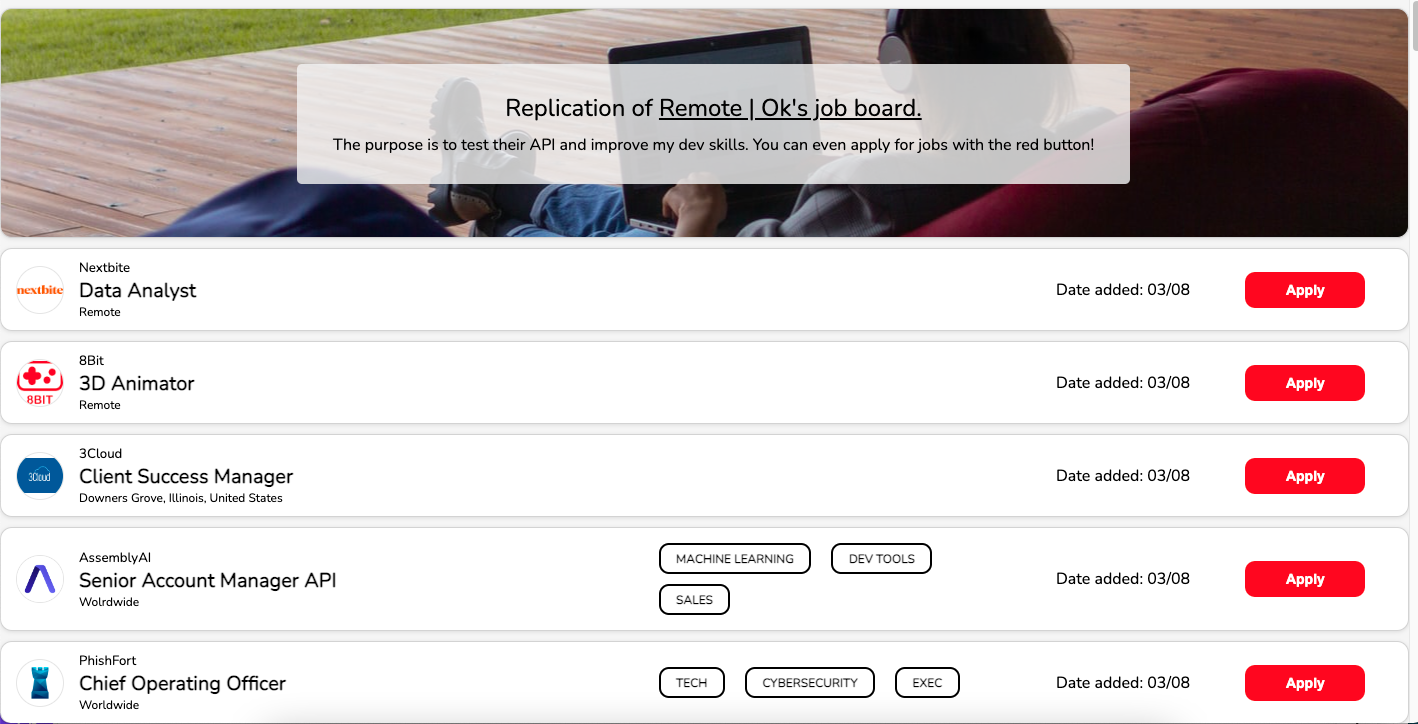 Replication of Remote | Ok's job board.
The purpose is to test their API and improve my dev skills. You can even apply for jobs with the red button!
nextbite
Nextbite
Data Analyst
Remote
Date added: 03/08
Apply
8BIT
8Bit
3D Animator
Remote
Date added: 03/08
Apply
3Cloud
3Cloud
Client Success Manager
Downers Grove, Illinois, United States
Date added: 03/08
Apply
AssemblyAI
Senior Account Manager API
Wolrdwide
MACHINE LEARNING DEV TOOLS
SALES
Date added: 03/08
Apply
PhishFort
Chief Operating Officer
Worldwide
TECH CYBERSECURITY EXEC
Date added: 03/08
Apply